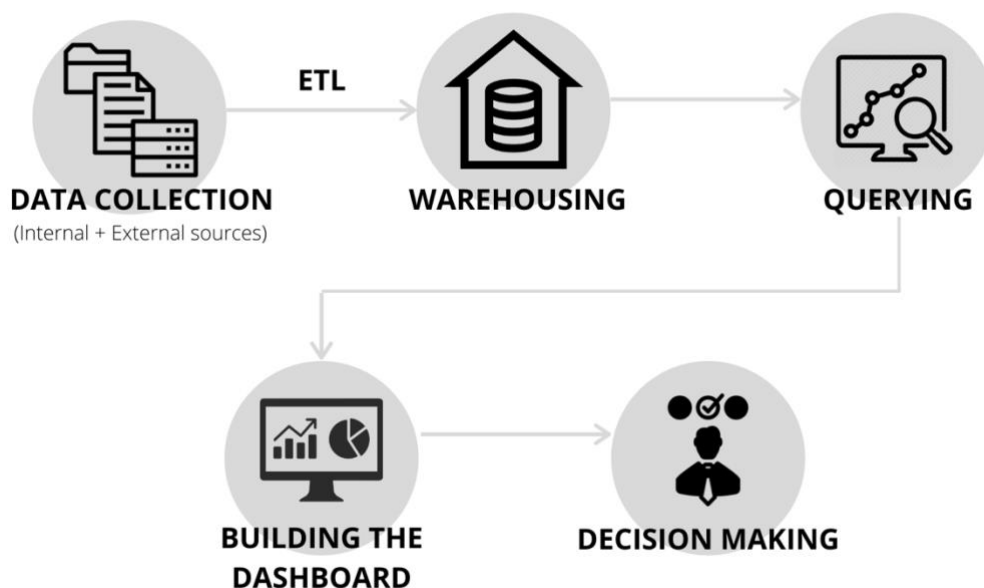 ETL
DATA COLLECTION
(Internal + External sources)
WAREHOUSING
QUERYING
BUILDING THE
DASHBOARD
DECISION MAKING